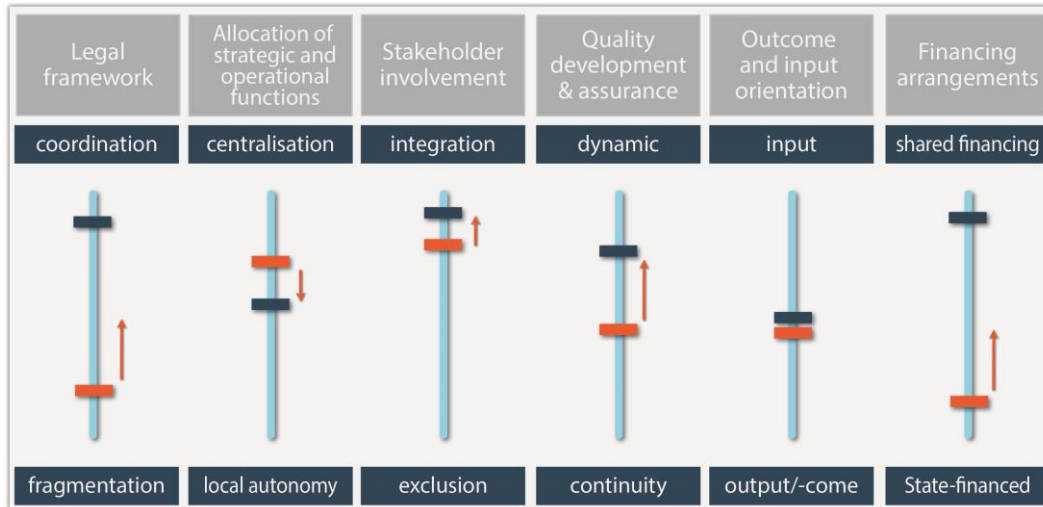 Legal
framework
Allocation of
strategic and
operational
functions
Stakeholder
involvement
Quality
development
& assurance
Outcome
and input
orientation
Financing
arrangements
coordination
centralisation
integration
dynamic
input
shared financing
fragmentation
local autonomy
exclusion
continuity
output/-come
State-financed